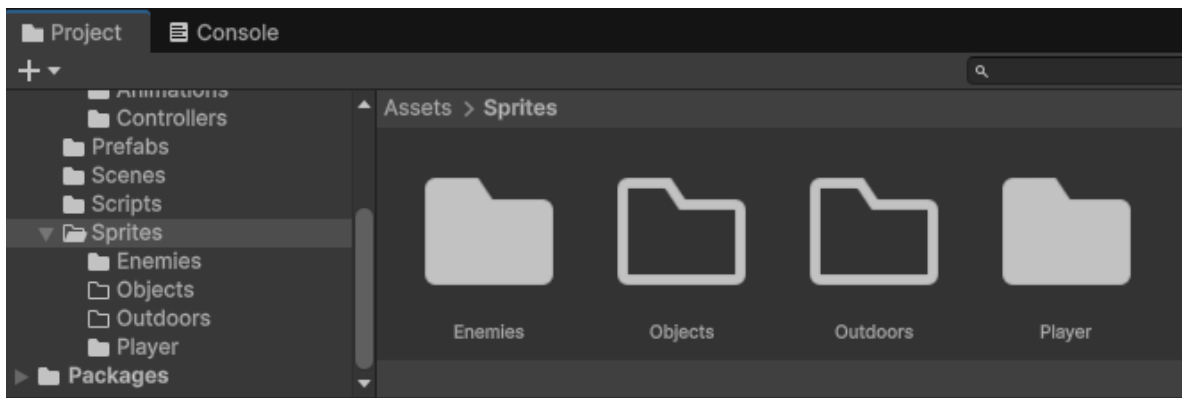 Project
Console
Animations
Controllers
Prefabs
Scenes
Scripts
Sprites
Enemies
Objects
Outdoors
Player
Packages
Assets > Sprites
Enemies
Objects
Outdoors
Player